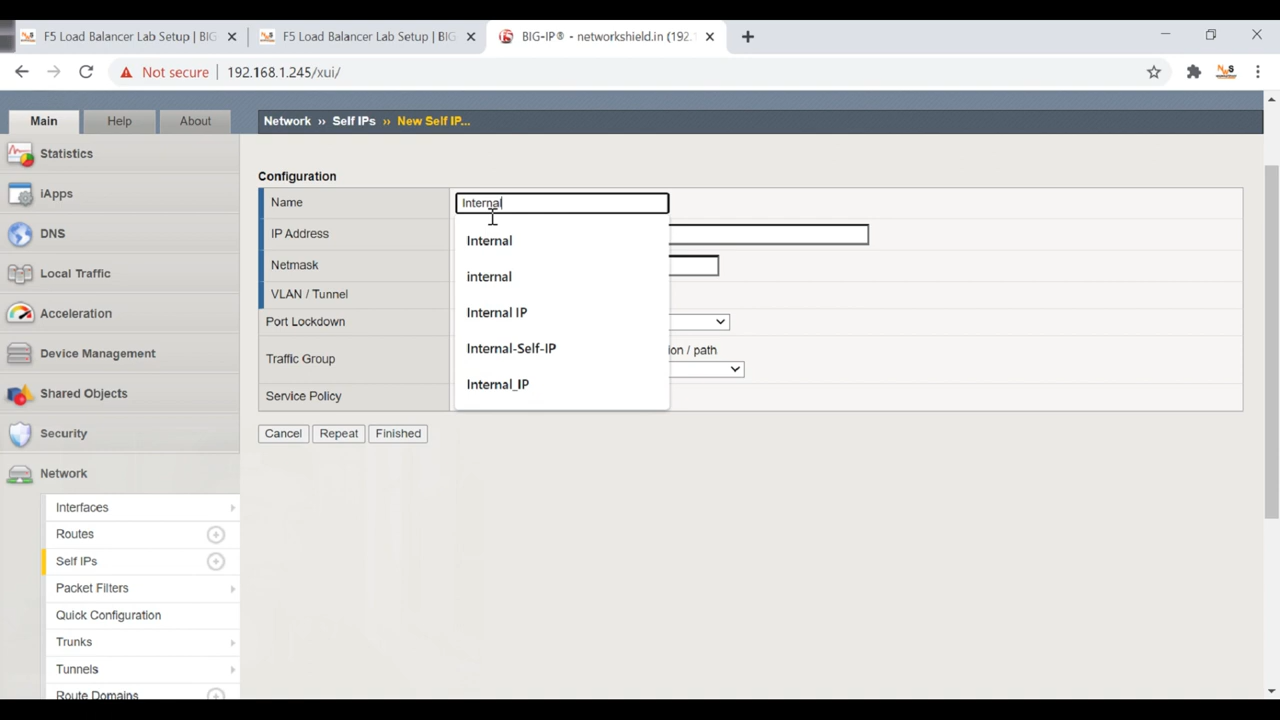 F5 Load Balancer Lab Setup | BIG
F5 Load Balancer Lab Setup | BIG
BIG-IP® - networkshield.in (192.
Not secure
192.168.1.245/xui/
Main
Help
About
Network ›› Self IPs ›› New Self IP...
Statistics
iApps
DNS
Local Traffic
Acceleration
Device Management
Shared Objects
Security
Network
Interfaces
Routes
Self IPs
Packet Filters
Quick Configuration
Trunks
Tunnels
Route Domains
Configuration
Name
Internal
IP Address
Netmask
VLAN / Tunnel
Port Lockdown
Traffic Group
ion / path
Service Policy
Internal
internal
Internal IP
Internal-Self-IP
Internal_IP
Cancel
Repeat
Finished